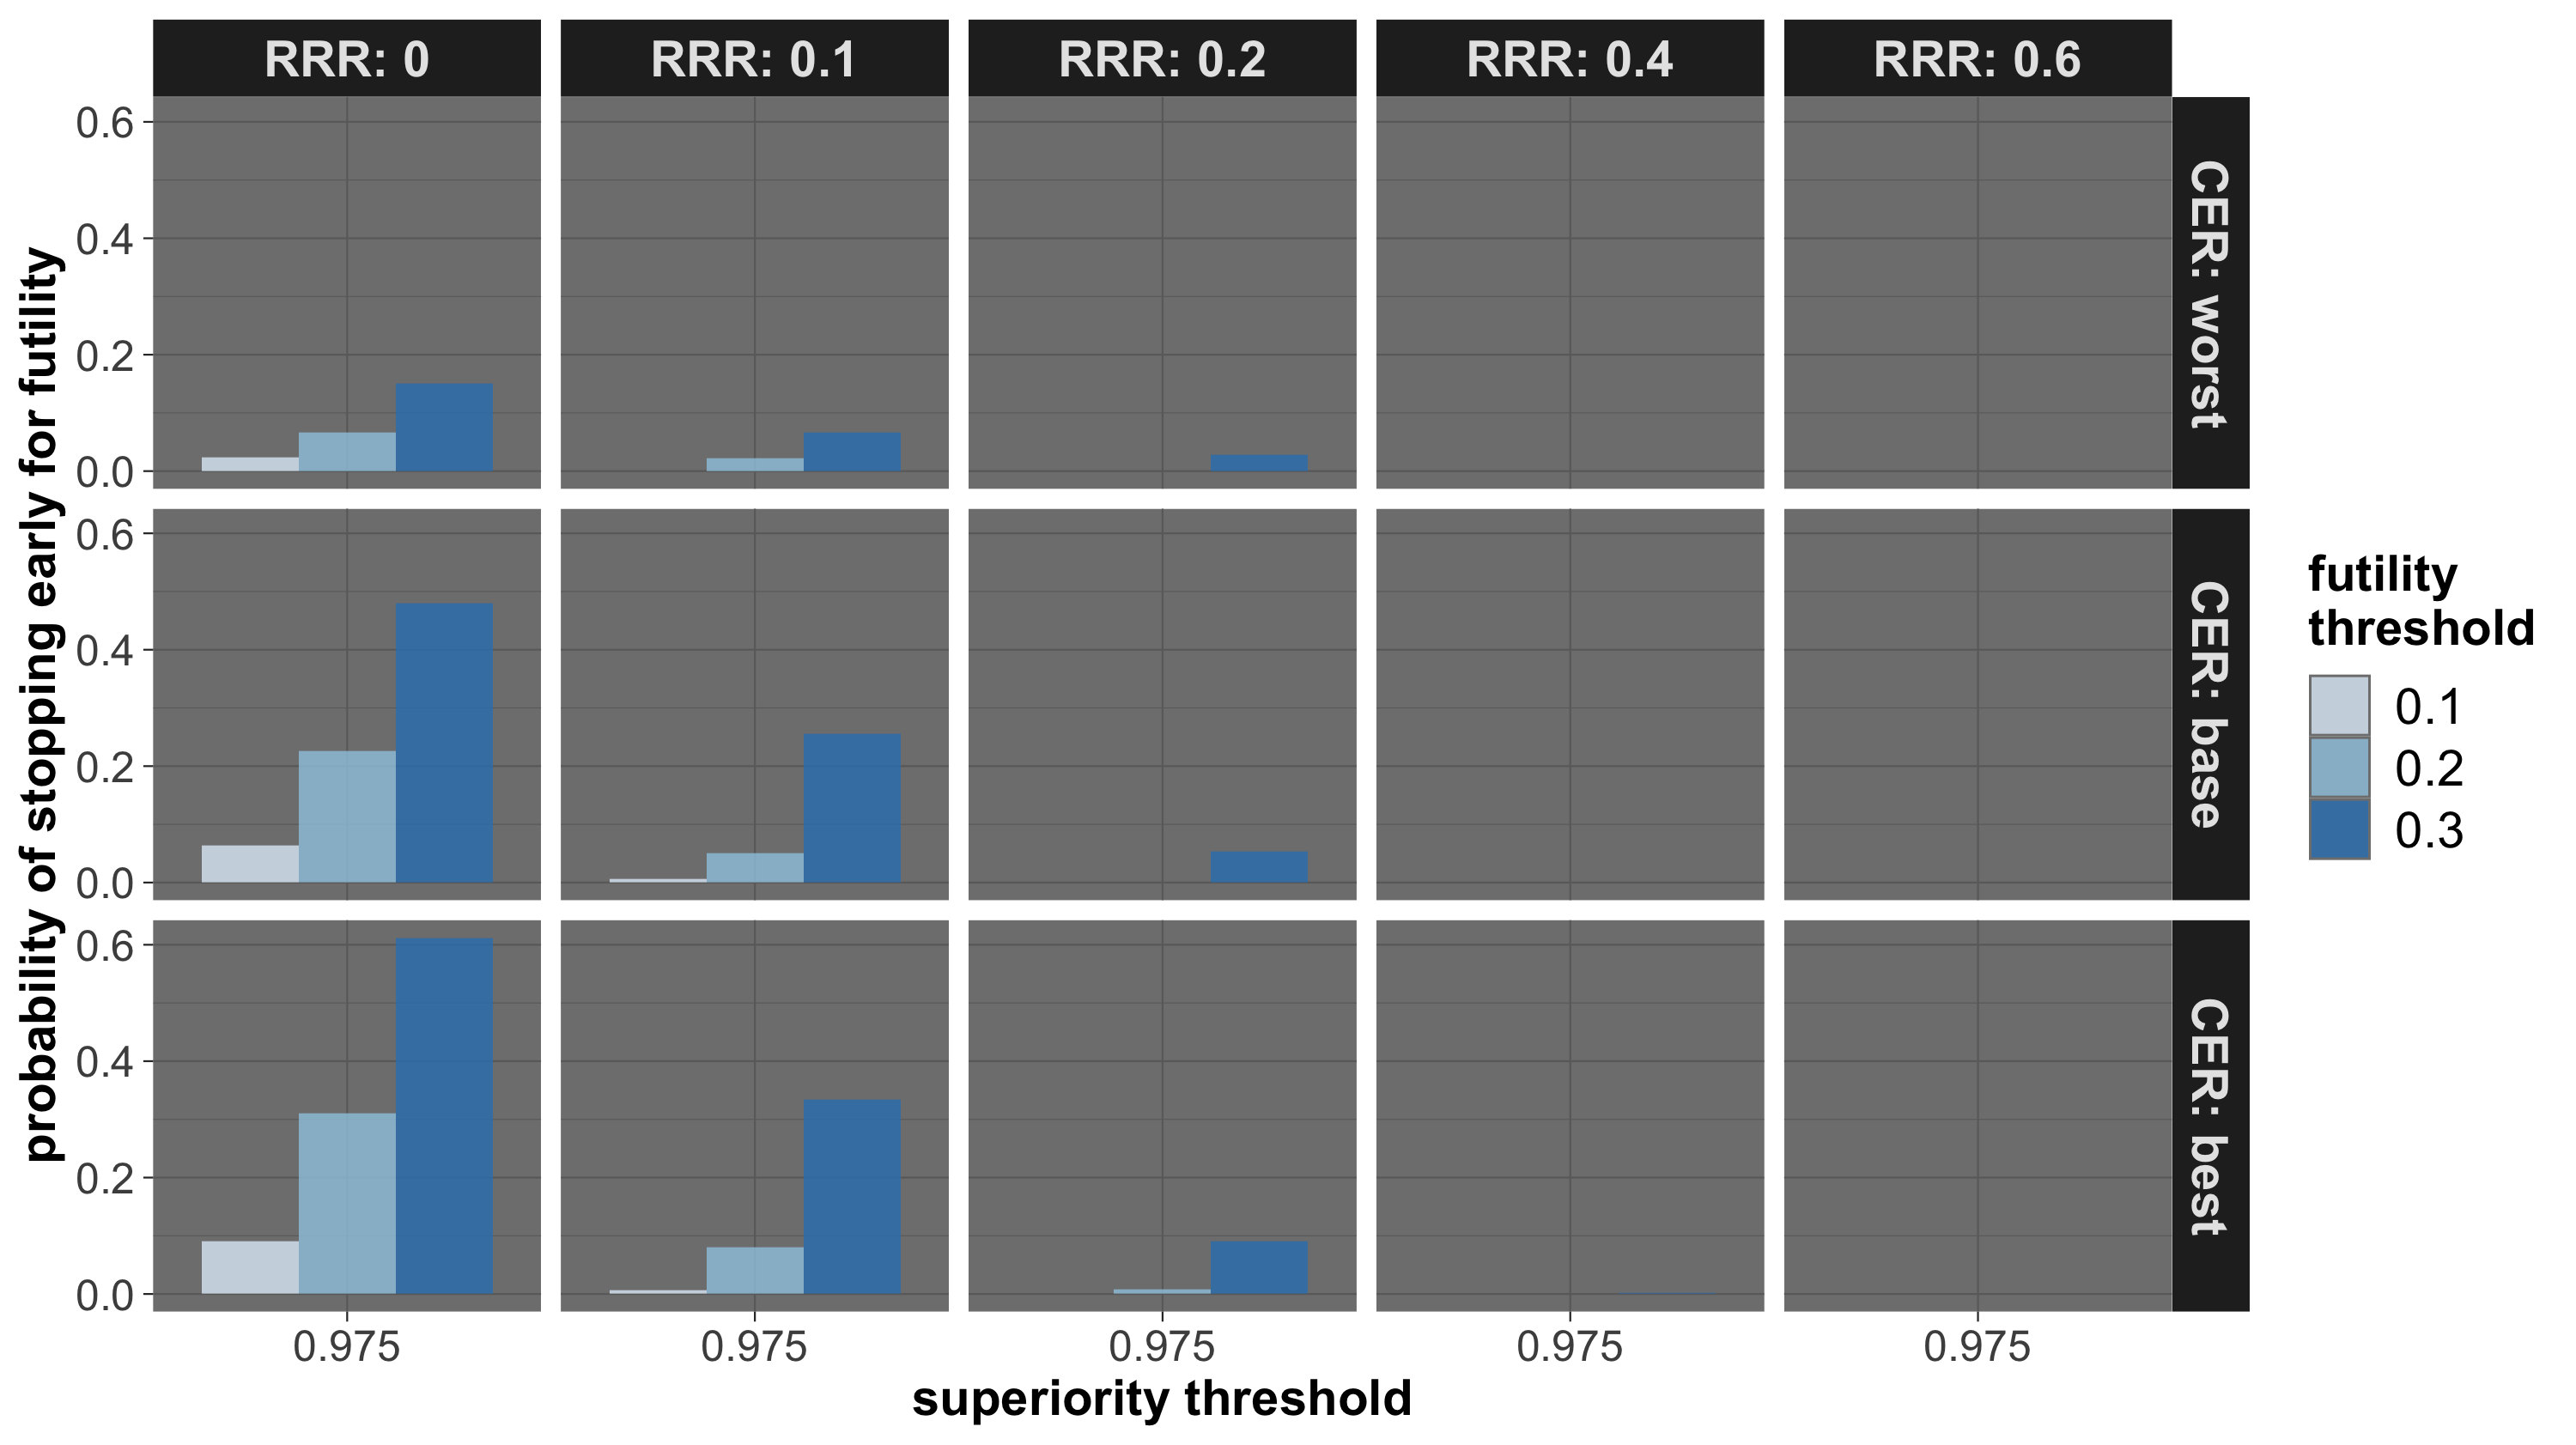 RRR: 0
RRR: 0.1
RRR: 0.2
RRR: 0.4
RRR: 0.6
probability of stopping early for futility
0.6
0.4
0.2
0.0
CER: worst
0.6
0.4
0.2
0.0
CER: base
0.6
0.4
0.2
0.0
CER: best
0.975
0.975
0.975
0.975
0.975
superiority threshold
futility
threshold
0.1
0.2
0.3